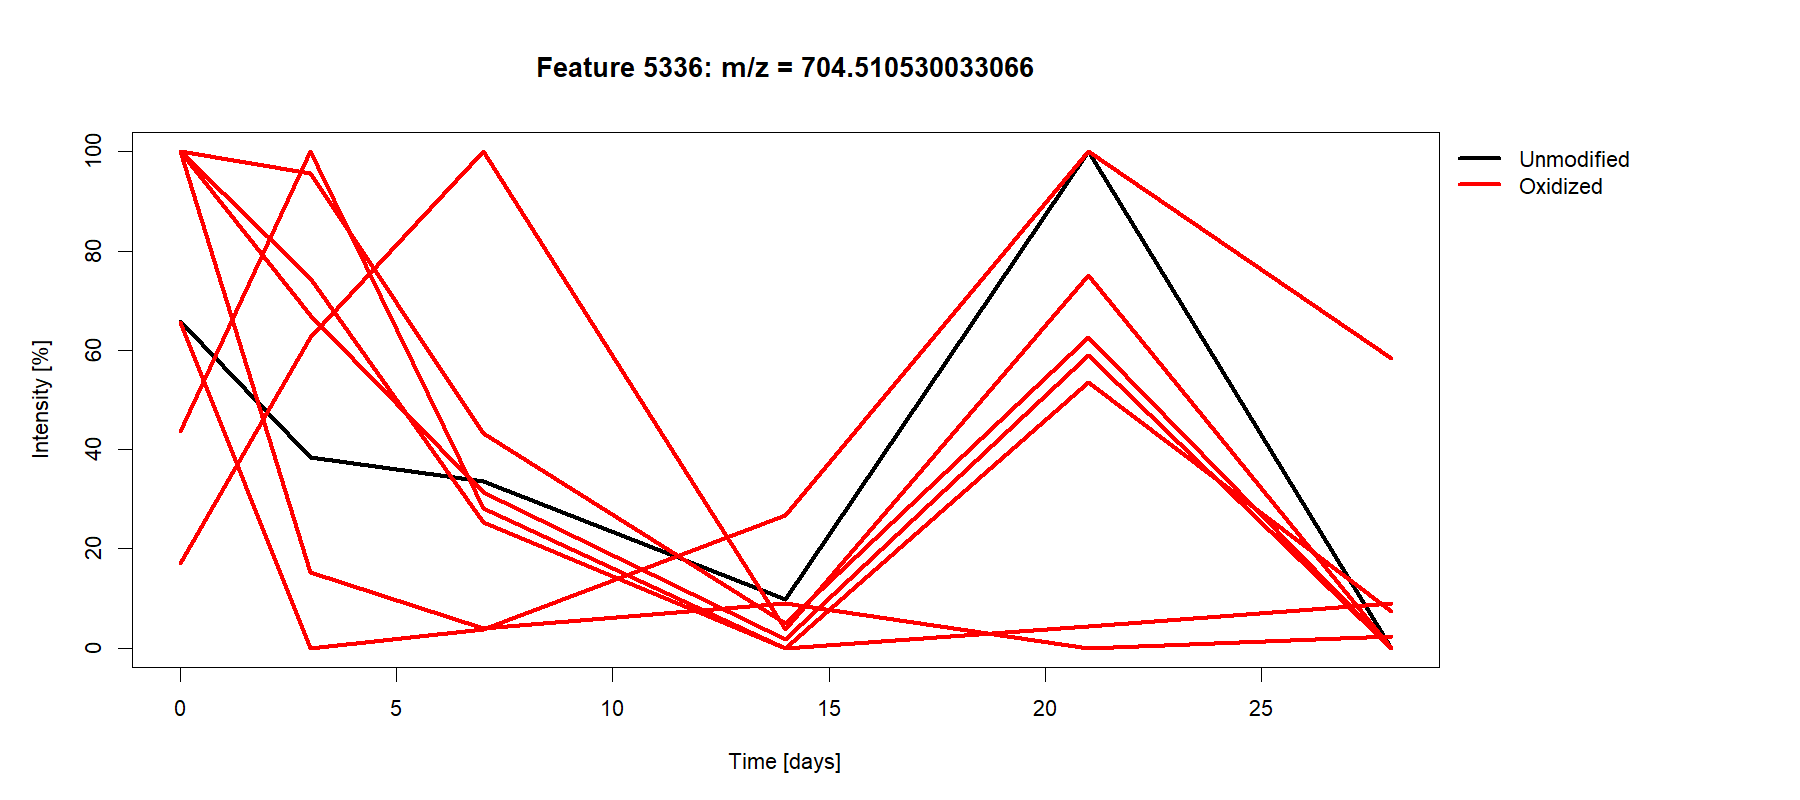 Feature 5336: m/z = 704.510530033066
Unmodified
Oxidized
Intensity [%]
100
80
60
40
20
0
0 5 10 15 20 25
Time [days]